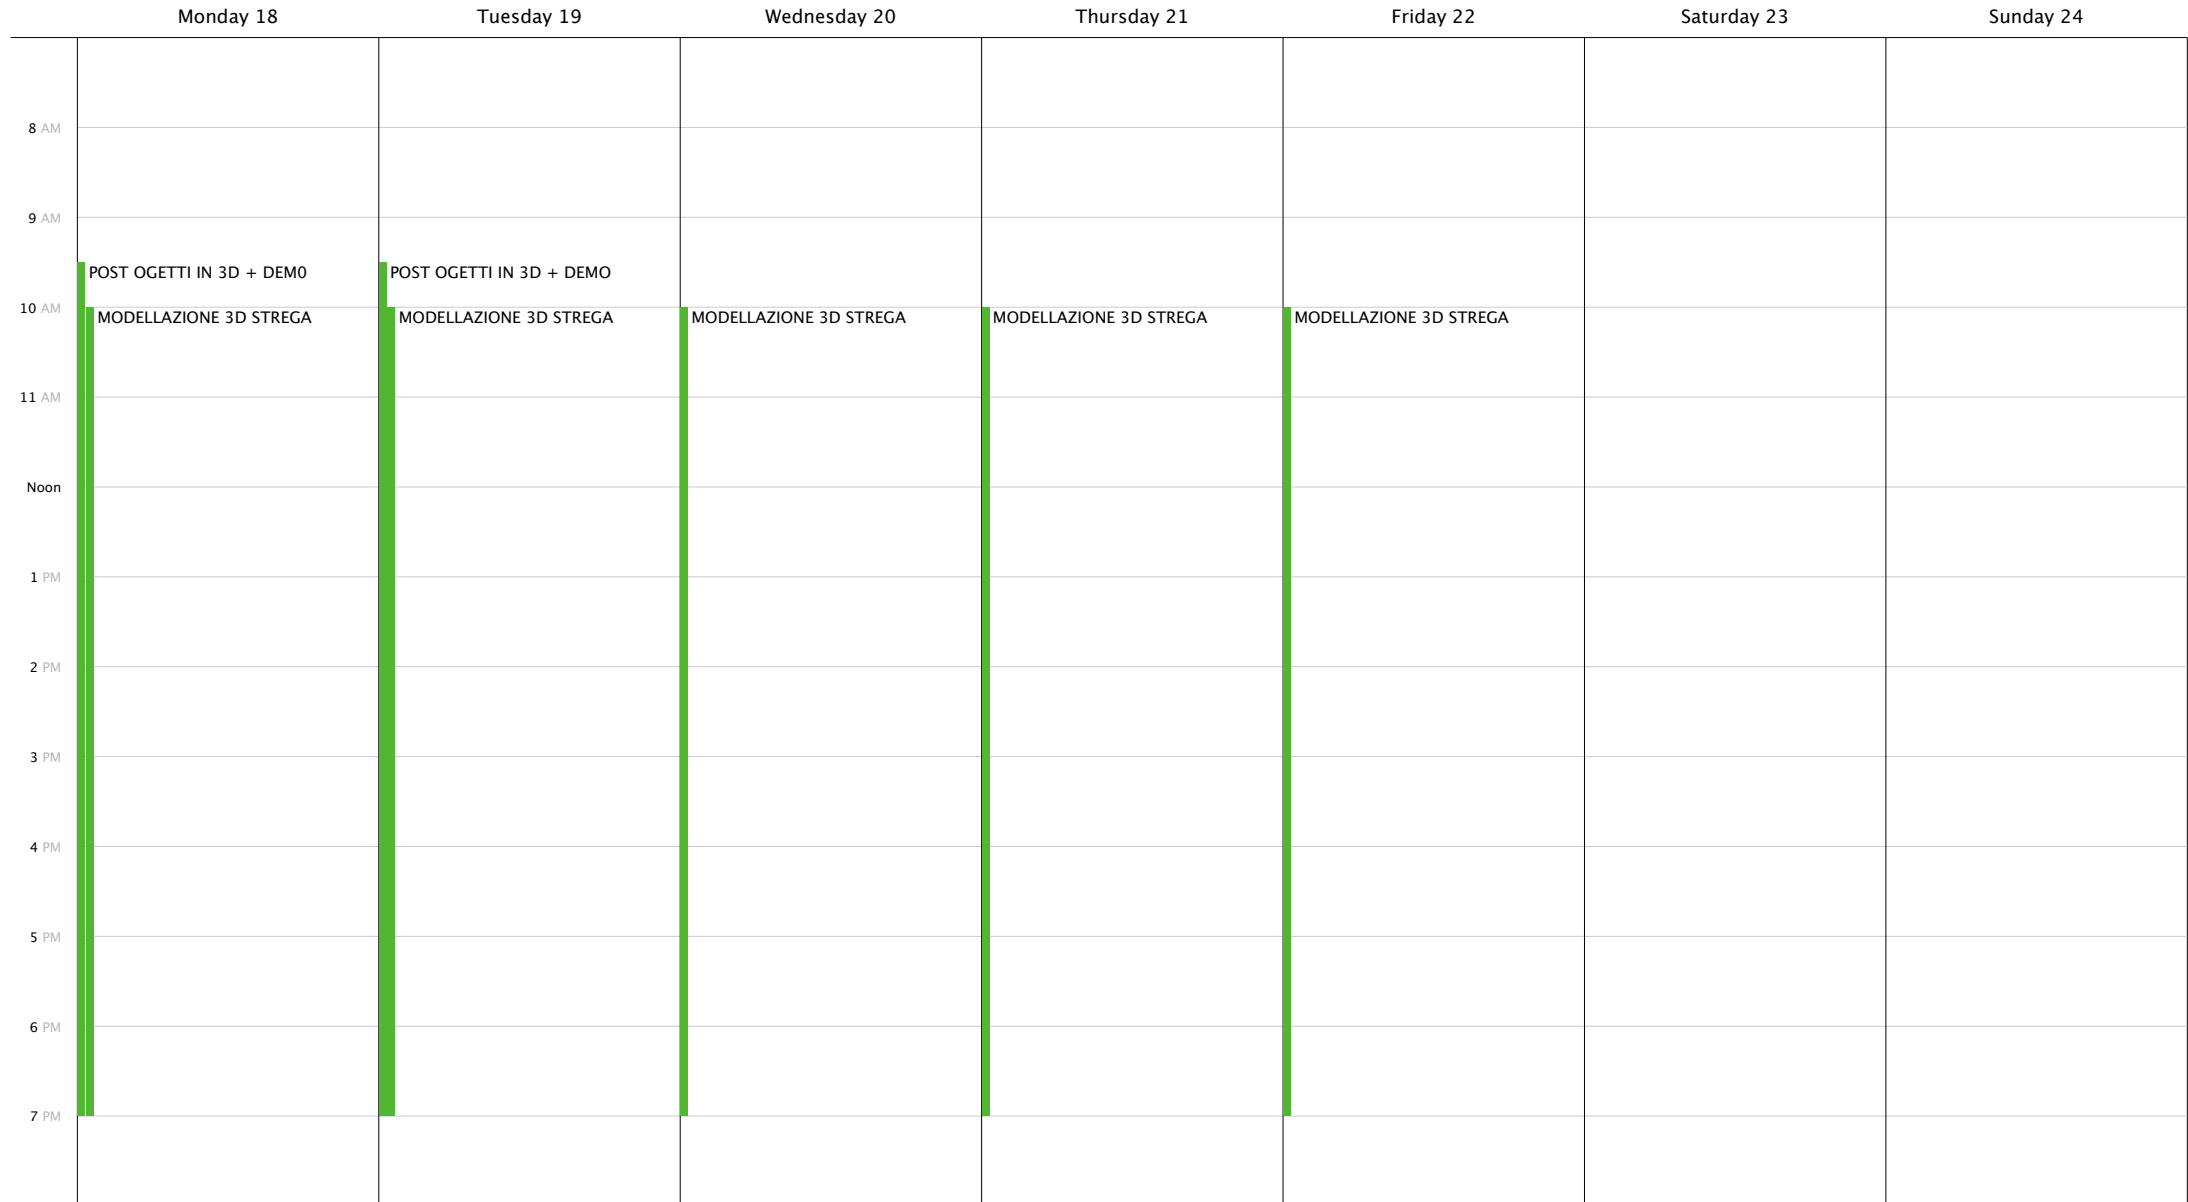 Monday 18 Tuesday 19 Wednesday 20 Thursday 21 Friday 22 Saturday 23 Sunday 24
8 AM
9 AM
POST OGETTI IN 3D + DEM0 POST OGETTI IN 3D + DEMO
10 AM
MODELLAZIONE 3D STREGA MODELLAZIONE 3D STREGA MODELLAZIONE 3D STREGA MODELLAZIONE 3D STREGA MODELLAZIONE 3D STREGA
11 AM
Noon
1 PM
2 PM
3 PM
4 PM
5 PM
6 PM
7 PM